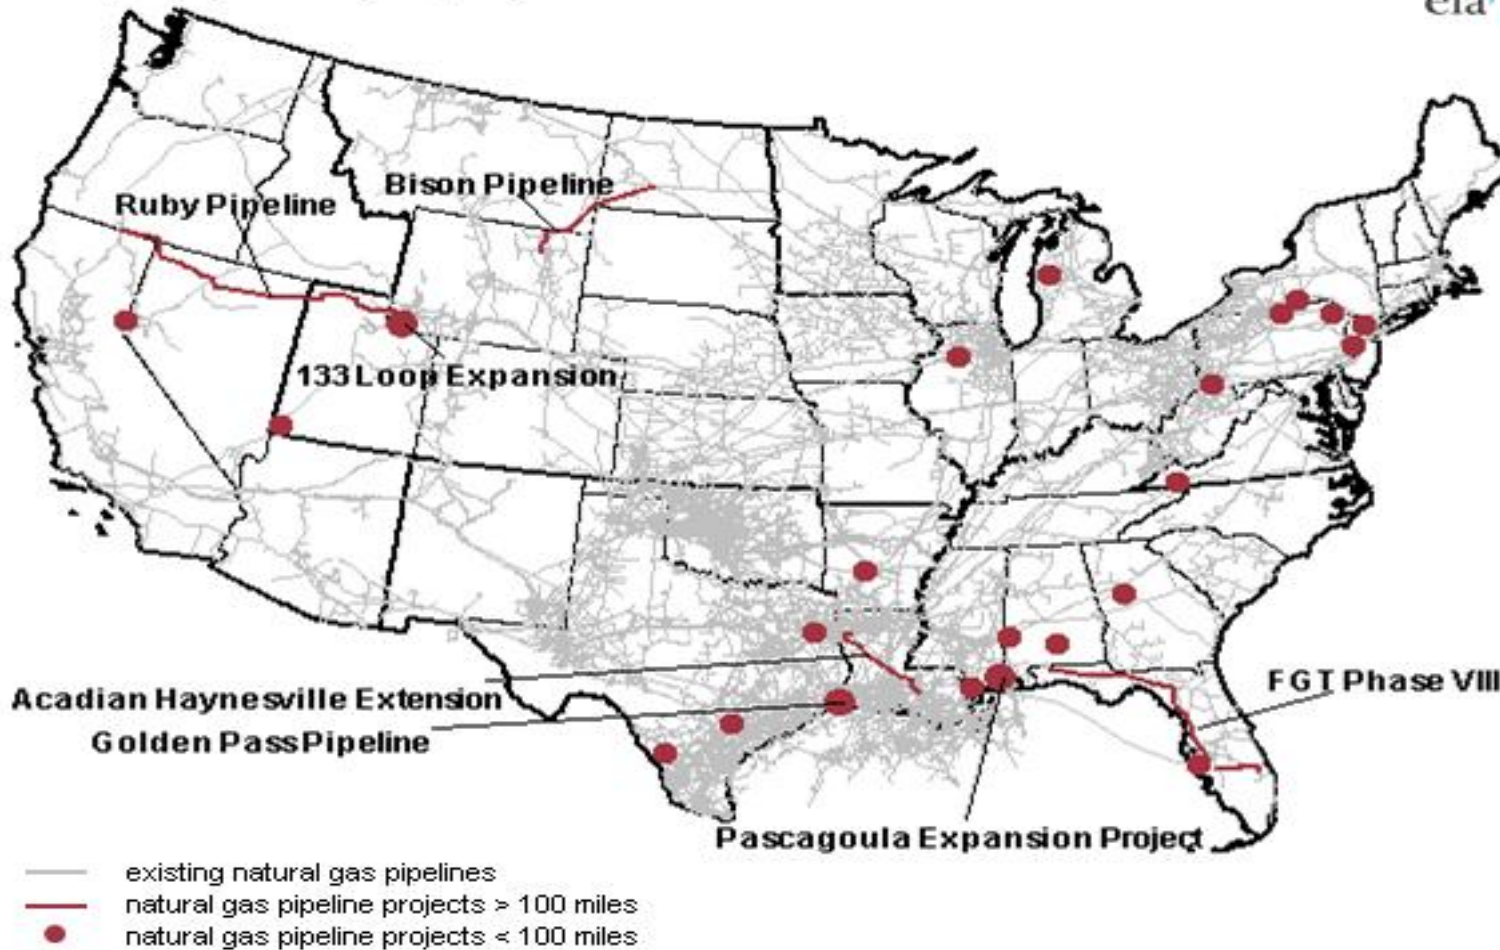 eia
Bison Pipeline
Ruby Pipeline
133 Loop Expansion
Acadian Haynesville Extension
FGT Phase VIII
Golden Pass Pipeline
Pascagoula Expansion Project
existing natural gas pipelines
natural gas pipeline projects > 100 miles
natural gas pipeline projects < 100 miles